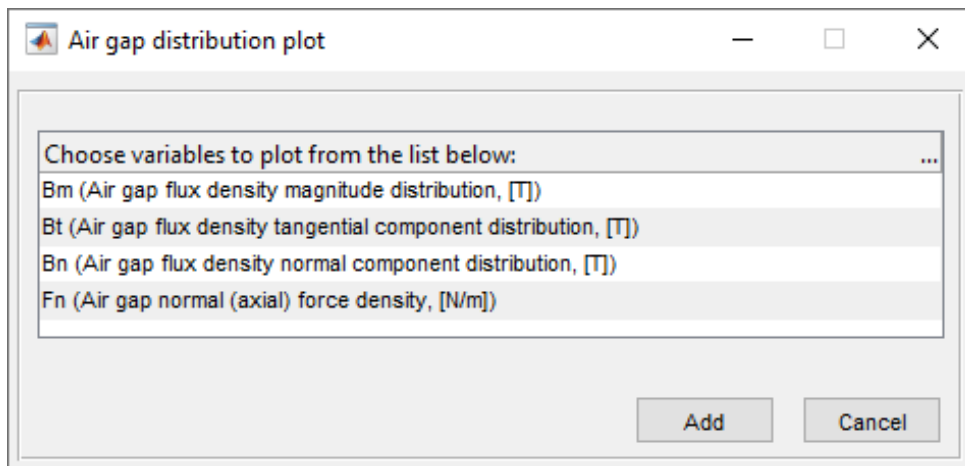 Air gap distribution plot
Choose variables to plot from the list below: ...
Bm (Air gap flux density magnitude distribution, [T])
Bt (Air gap flux density tangential component distribution, [T])
Bn (Air gap flux density normal component distribution, [T])
Fn (Air gap normal (axial) force density, [N/m])
Add Cancel